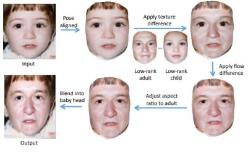 Pose
aligned
Apply texture
difference
Input
Low-rank
adult
Low-rank
child
Apply flow
difference
Blend into
baby head
Adjust aspect
ratio to adult
Output